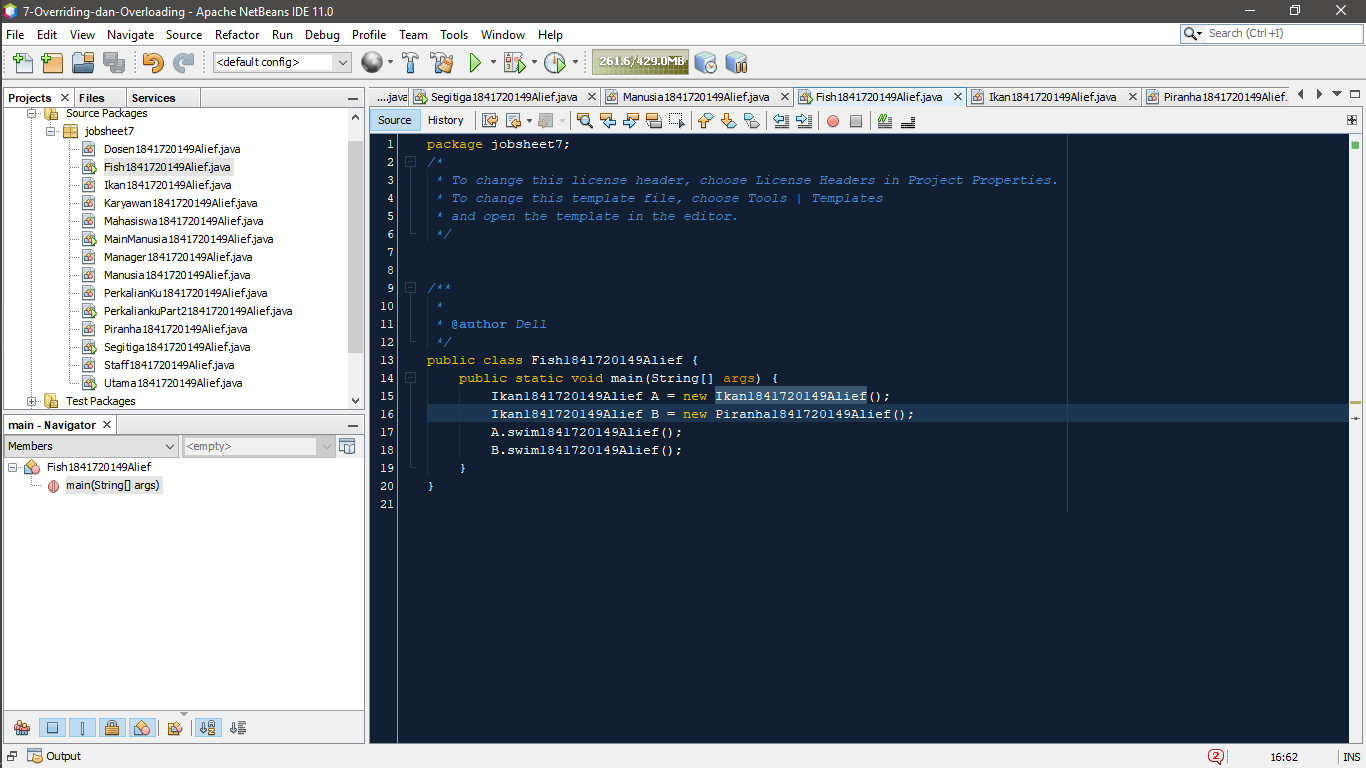 7-Overriding-dan-Overloading - Apache NetBeans IDE 11.0
File Edit View Navigate Source Refactor Run Debug Profile Team Tools Window Help
Search (Ctrl+I)
<default config>
261.6/429.0MB
Projects Files Services
Source Packages
jobsheet7
Dosen1841720149Alief.java
Fish1841720149Alief.java
Ikan1841720149Alief.java
Karyawan1841720149Alief.java
Mahasiswa1841720149Alief.java
MainManusia1841720149Alief.java
Manager1841720149Alief.java
Manusia1841720149Alief.java
PerkalianKu1841720149Alief.java
PerkaliankuPart21841720149Alief.java
Piranha1841720149Alief.java
Segitiga1841720149Alief.java
Staff1841720149Alief.java
Utama1841720149Alief.java
Test Packages
main - Navigator
Members
<empty>
Fish1841720149Alief
main(String[] args)
....java Segitiga1841720149Alief.java Manusia1841720149Alief.java Fish1841720149Alief.java Ikan1841720149Alief.java Piranha1841720149Alief.
Source History
1 package jobsheet7;
2 /*
3 * To change this license header, choose License Headers in Project Properties.
4 * To change this template file, choose Tools | Templates
5 * and open the template in the editor.
6 */
7
8
9 /**
10 *
11 * @author Dell
12 */
13 public class Fish1841720149Alief {
14 public static void main(String[] args) {
15 Ikan1841720149Alief A = new Ikan1841720149Alief();
16 Ikan1841720149Alief B = new Piranha1841720149Alief();
17 A.swim1841720149Alief();
18 B.swim1841720149Alief();
19 }
20 }
21
Output
2
16:62
INS